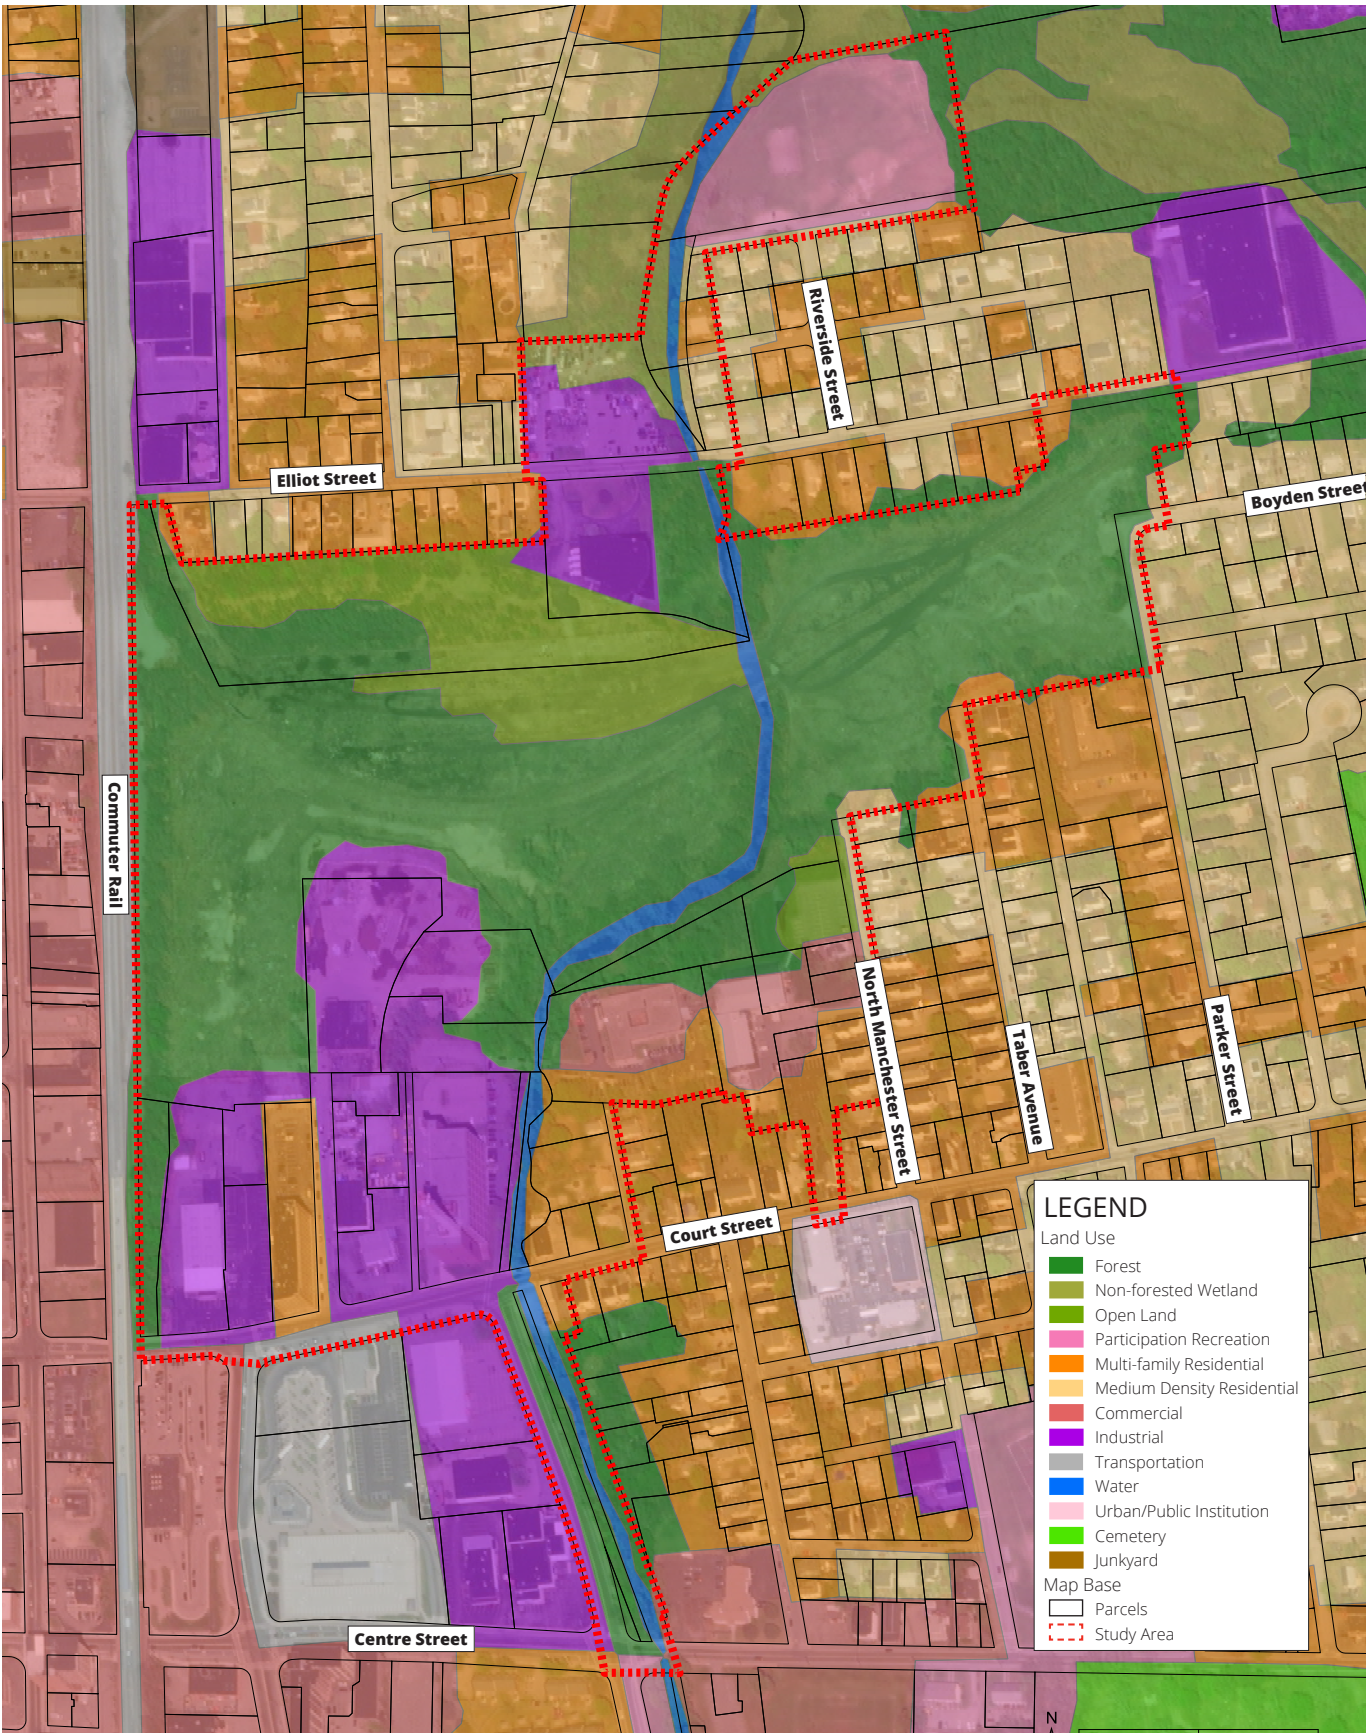 Riverside Street
Elliot Street
Boyden Street
Commuter Rail
North Manchester Street
Taber Avenue
Parker Street
Court Street
Centre Street
LEGEND
Land Use
Forest
Non-forested Wetland
Open Land
Participation Recreation
Multi-family Residential
Medium Density Residential
Commercial
Industrial
Transportation
Water
Urban/Public Institution
Cemetery
Junkyard
Map Base
Parcels
Study Area
N